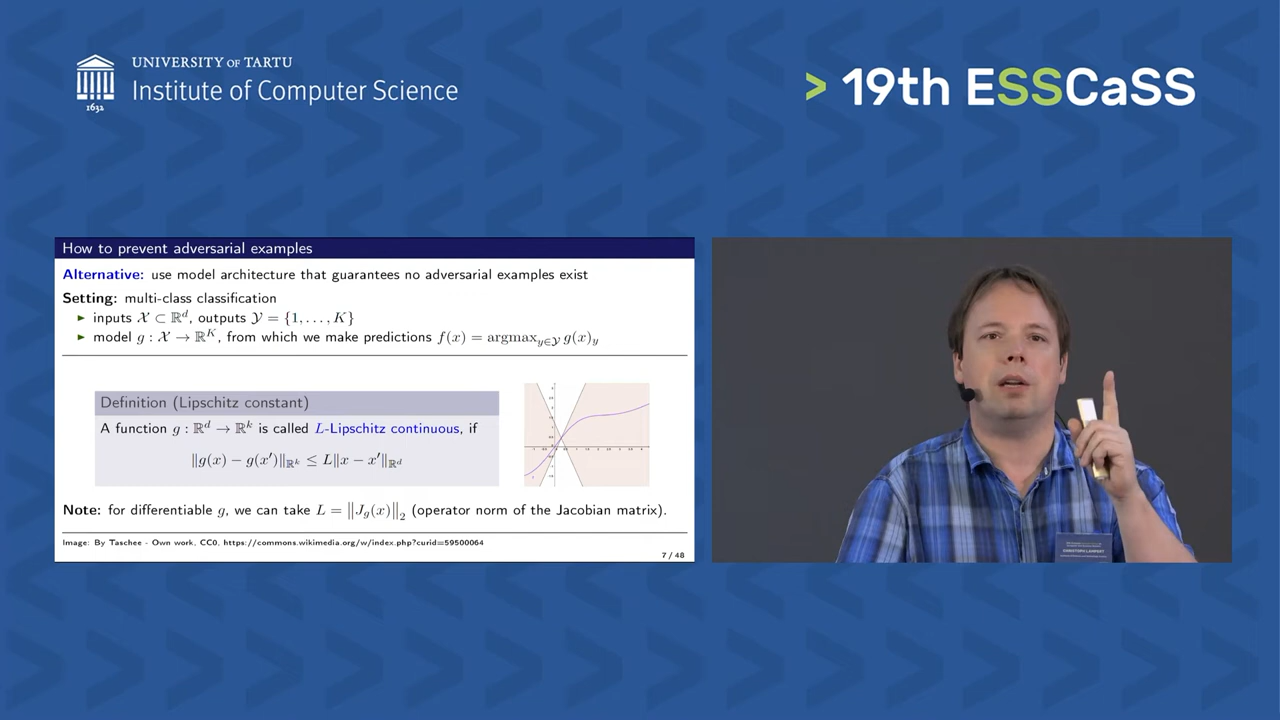 UNIVERSITY OF TARTU
Institute of Computer Science
1632
> 19th ESSCaSS
How to prevent adversarial examples
Alternative: use model architecture that guarantees no adversarial examples exist
Setting: multi-class classification
► inputs 𝒳 ⊂ ℝ^d, outputs 𝒴 = {1, . . . , K}
► model g : 𝒳 → ℝ^K, from which we make predictions f(x) = argmax_{y∈𝒴} g(x)_y
Definition (Lipschitz constant)
A function g : ℝ^d → ℝ^k is called L-Lipschitz continuous, if
‖g(x) − g(x′)‖_{ℝ^k} ≤ L‖x − x′‖_{ℝ^d}
Note: for differentiable g, we can take L = ‖J_g(x)‖_2 (operator norm of the Jacobian matrix).
Image: By Taschee - Own work, CC0, https://commons.wikimedia.org/w/index.php?curid=59500064
7 / 48
CHRISTOPH LAMPERT